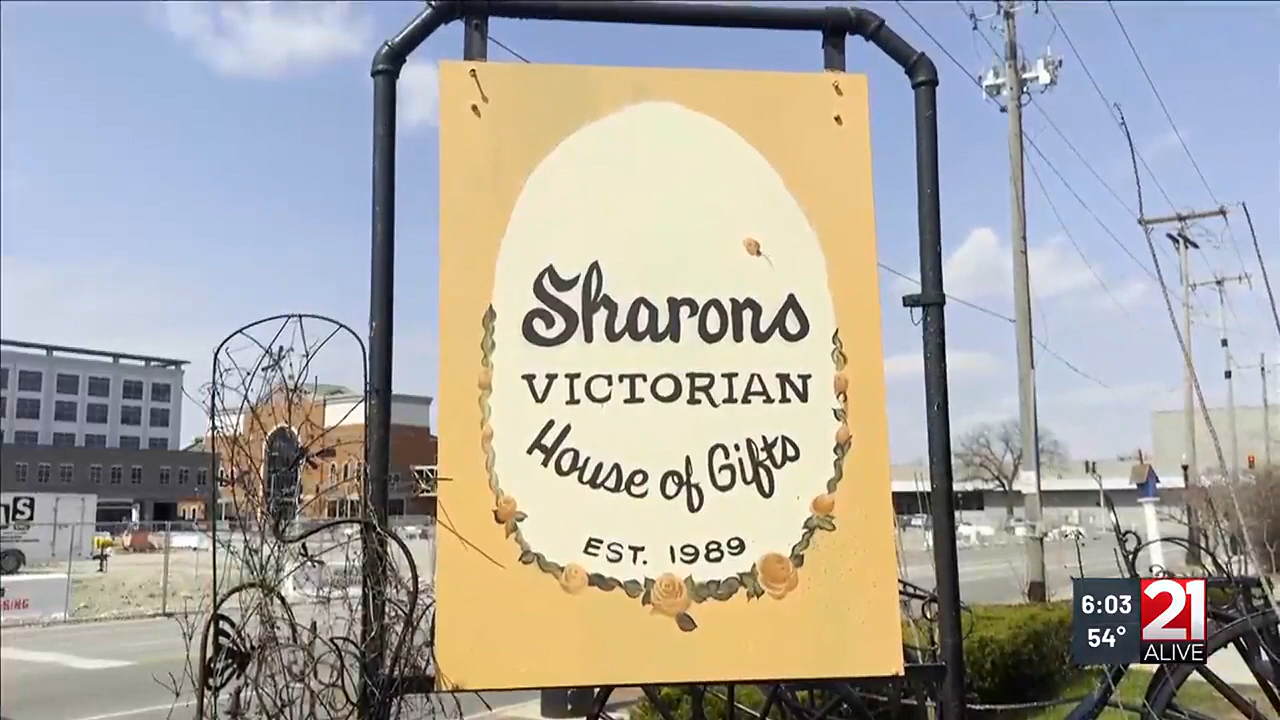 Sharons
VICTORIAN
House of Gifts
EST. 1989
6:03
54°
21
ALIVE